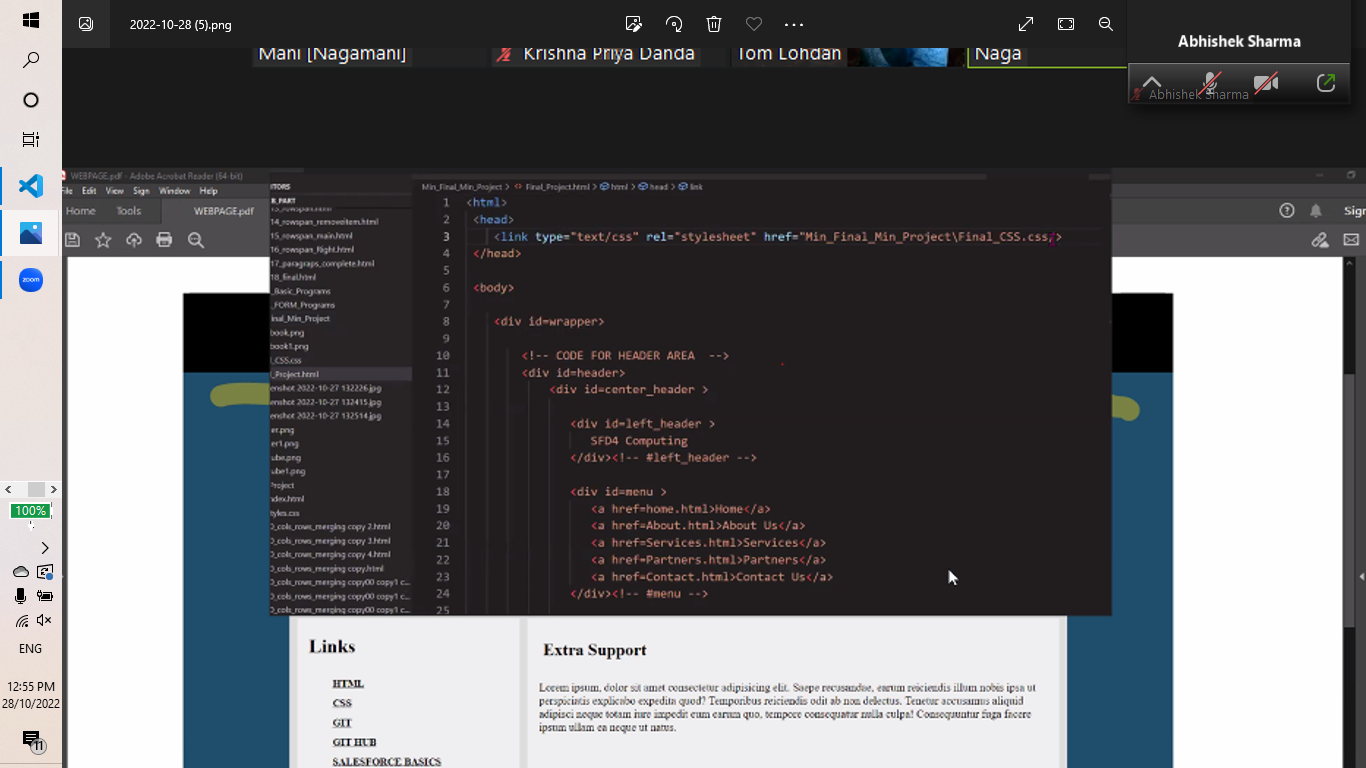 2022-10-28 (5).png
Mani [Nagamani]
Krishna Priya Danda
Tom Londan
Naga
Abhishek Sharma
Abhishek Sharma
WEBPAGE.pdf - Adobe Acrobat Reader (64-bit)
File Edit View Sign Window Help
Home Tools WEBPAGE.pdf
Sign
ITORS
B_PART
13_rowspan.html
14_rowspan_removeitem.html
15_rowspan_main.html
16_rowspan_Right.html
17_paragraps_complete.html
18_final.html
_Basic_Programs
_FORM_Programs
inal_Min_Project
book.png
book1.png
l_CSS.css
l_Project.html
enshot 2022-10-27 132226.jpg
enshot 2022-10-27 132415.jpg
enshot 2022-10-27 132514.jpg
er.png
er1.png
ube.png
ube1.png
Project
ndex.html
tyles.css
O_cols_rows_merging copy 2.html
O_cols_rows_merging copy 3.html
O_cols_rows_merging copy 4.html
O_cols_rows_merging copy.html
O_cols_rows_merging copy00 copy1 c...
O_cols_rows_merging copy00 copy1 c...
O_cols_rows_merging copy00 copy1 c...
Min_Final_Min_Project > Final_Project.html > html > head > link
1 <html>
2 <head>
3 <link type="text/css" rel="stylesheet" href="Min_Final_Min_Project\Final_CSS.css/>
4 </head>
5
6 <body>
7
8 <div id=wrapper>
9
10 <!-- CODE FOR HEADER AREA -->
11 <div id=header>
12 <div id=center_header >
13
14 <div id=left_header >
15 SFD4 Computing
16 </div><!-- #left_header -->
17
18 <div id=menu >
19 <a href=home.html>Home</a>
20 <a href=About.html>About Us</a>
21 <a href=Services.html>Services</a>
22 <a href=Partners.html>Partners</a>
23 <a href=Contact.html>Contact Us</a>
24 </div><!-- #menu -->
25
Links
HTML
CSS
GIT
GIT HUB
SALESFORCE BASICS
Extra Support
Lorem ipsum, dolor sit amet consectetur adipisicing elit. Saepe recusandae, earum reiciendis illum nobis ipsa ut
perspiciatis explicabo expedita quod? Temporibus reiciendis odit ab non delectus. Tenetur accusamus aliquid
adipisci neque totam iure impedit eum earum quo, tempore consequatur nulla culpa! Consequuntur fuga facere
ipsum ullam ea neque ut natus.
zoom
100%
ENG
12:55 PM
28/10/2022
11